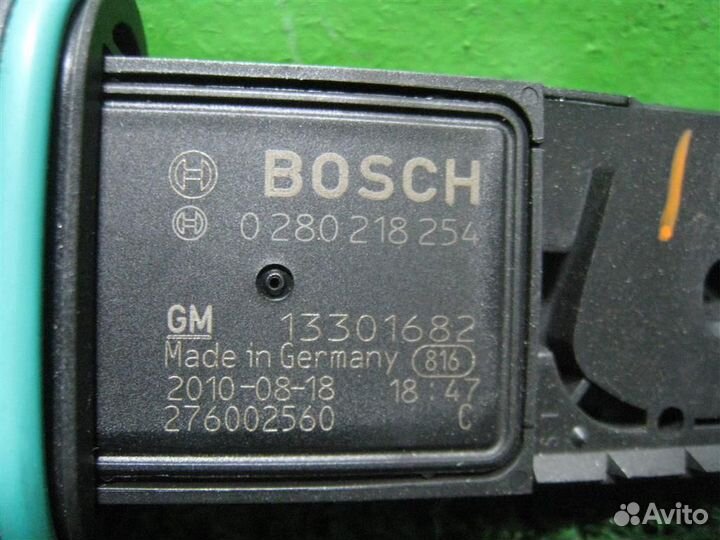 BOSCH
0 280 218 254
GM 13301682
Made in Germany 816
2010-08-18 18:47
276002560 C
Avito